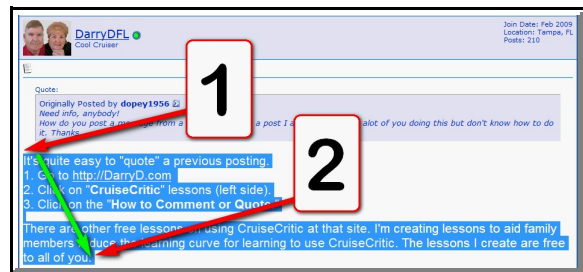 DarryDFL
Cool Cruiser
Join Date: Feb 2009
Location: Tampa, FL
Posts: 210
Quote:
Originally Posted by dopey1956
Need info, anybody!
How do you post a message from a a post I alot of you doing this but don't know how to do
it. Thanks
1
2
It's quite easy to "quote" a previous posting.
1. Go to http://DarryD.com
2. Click on "CruiseCritic" lessons (left side).
3. Click on the "How to Comment or Quote."
There are other free lessons on using CruiseCritic at that site. I'm creating lessons to aid family
members reduce the learning curve for learning to use CruiseCritic. The lessons I create are free
to all of you.